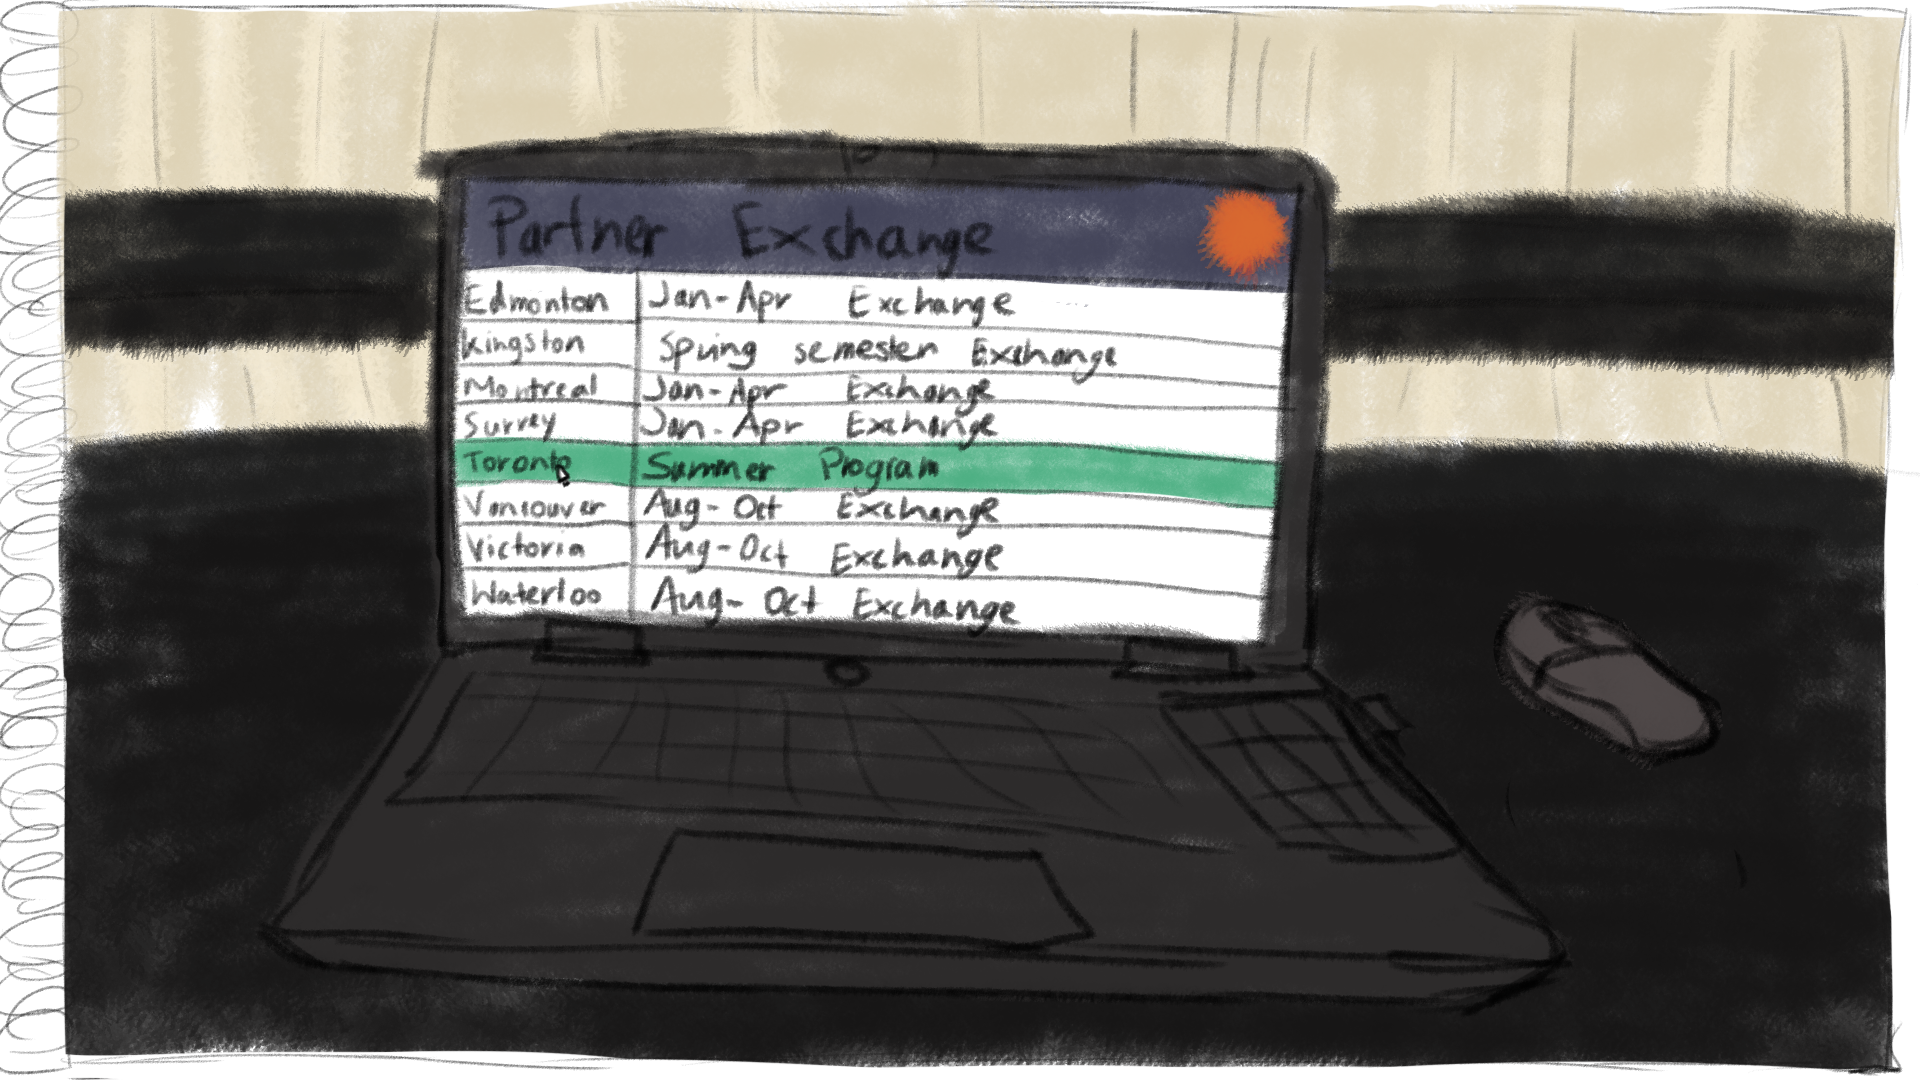 Partner Exchange
Edmonton Jan-Apr Exchange
Kingston Spring semester Exchange
Montreal Jan-Apr Exchange
Surrey Jan-Apr Exchange
Toronto Summer Program
Vancouver Aug-Oct Exchange
Victoria Aug-Oct Exchange
Waterloo Aug-Oct Exchange